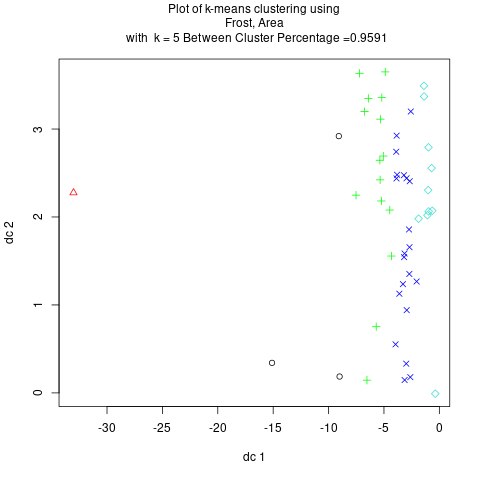 Plot of k-means clustering using
Frost, Area
with k = 5 Between Cluster Percentage =0.9591
3
2
1
0
dc 2
-30
-25
-20
-15
-10
-5
0
dc 1